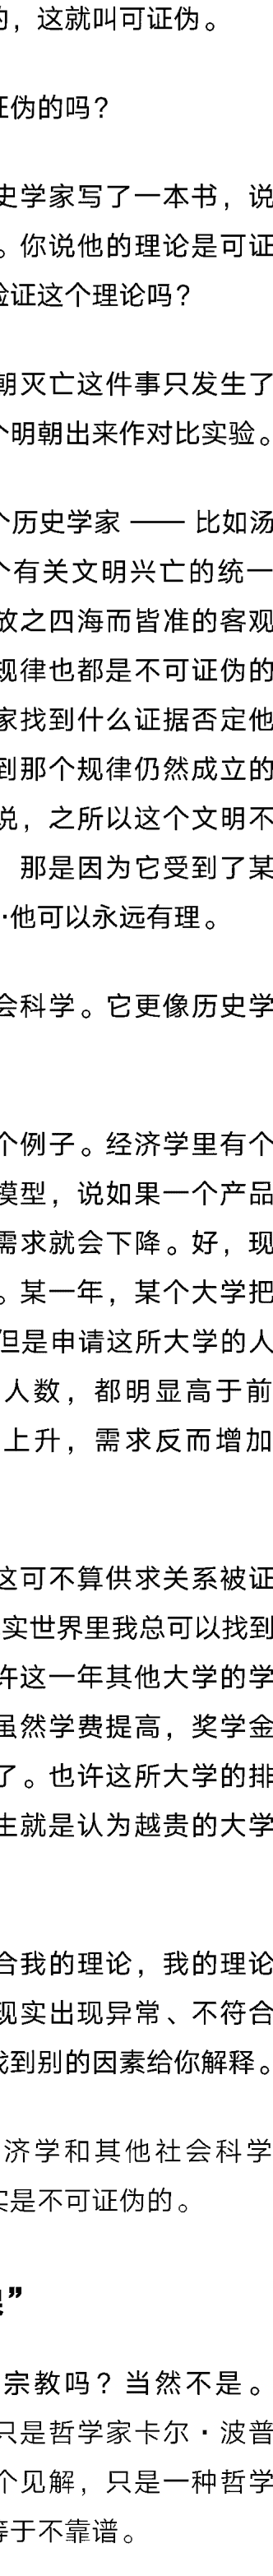 ，这就叫可证伪。
伪的吗？
史学家写了一本书，说
。你说他的理论是可证
验证这个理论吗？
朝灭亡这件事只发生了
个明朝出来作对比实验。
个历史学家 —— 比如汤
个有关文明兴亡的统一
放之四海而皆准的客观
规律也都是不可证伪的
家找到什么证据否定他
到那个规律仍然成立的
说，之所以这个文明不
那是因为它受到了某
·他可以永远有理。
会科学。它更像历史学
个例子。经济学里有个
模型，说如果一个产品
需求就会下降。好，现
。某一年，某个大学把
但是申请这所大学的人
人数，都明显高于前
上升，需求反而增加
这可不算供求关系被证
实世界里我总可以找到
许这一年其他大学的学
虽然学费提高，奖学金
了。也许这所大学的排
生就是认为越贵的大学
合我的理论，我的理论
现实出现异常、不符合
找到别的因素给你解释。
济学和其他社会科学
实是不可证伪的。
”
宗教吗？当然不是。
只是哲学家卡尔·波普
个见解，只是一种哲学
等于不靠谱。